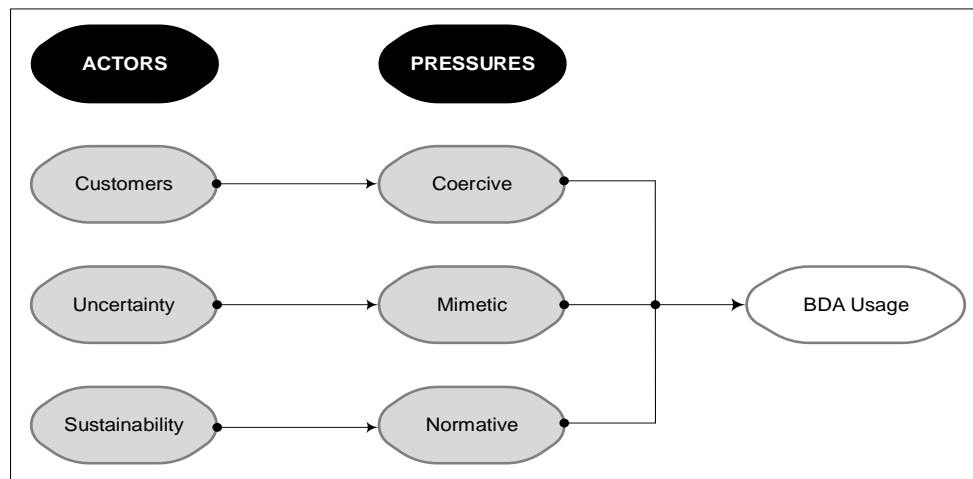 ACTORS
PRESSURES
Customers
Coercive
Uncertainty
Mimetic
BDA Usage
Sustainability
Normative